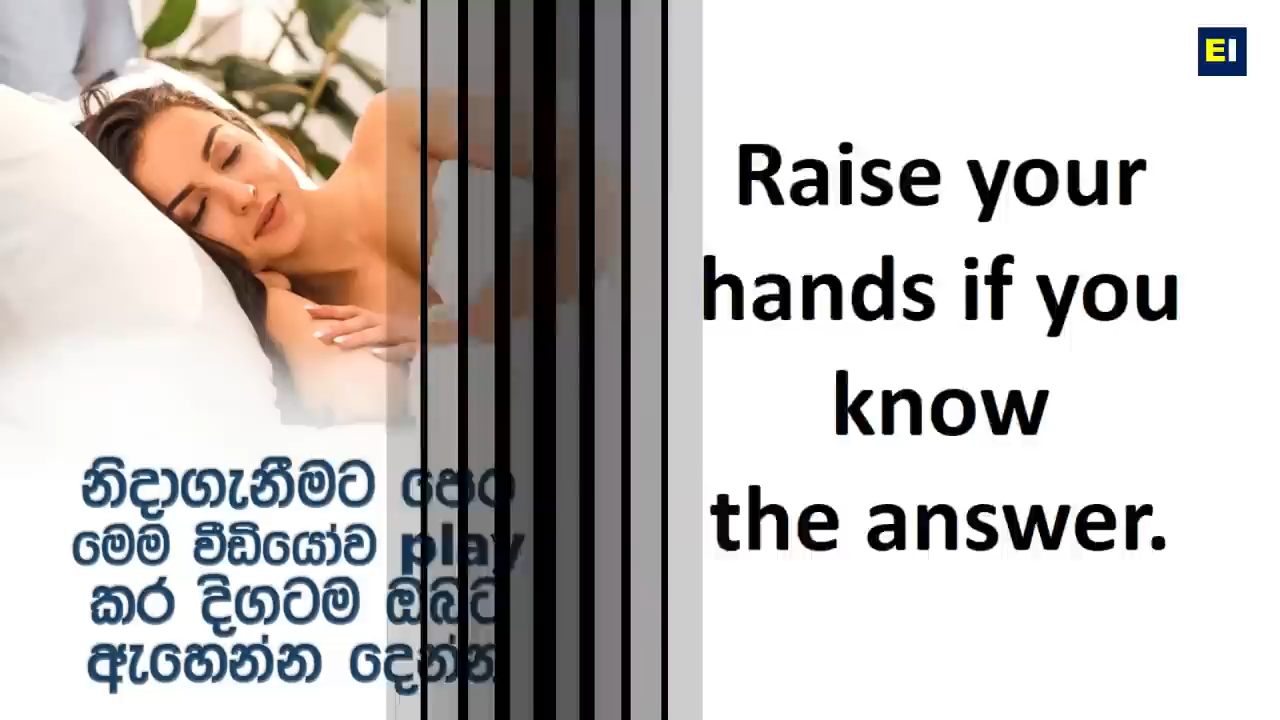 EI
Raise your
hands if you
know
the answer.
නිදාගැනීමට පෙර
මෙම වීඩියෝව play
කර දිගටම ඔබට
ඇහෙන්න දෙන්න